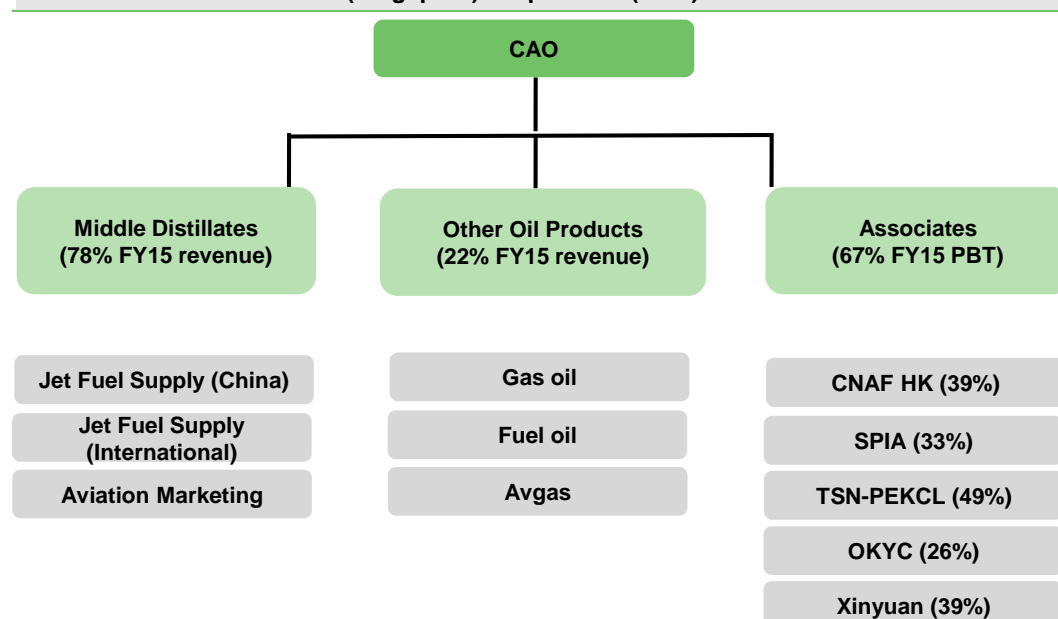 CAO
Middle Distillates
(78% FY15 revenue)
Other Oil Products
(22% FY15 revenue)
Associates
(67% FY15 PBT)
Jet Fuel Supply (China)
Jet Fuel Supply
(International)
Aviation Marketing
Gas oil
Fuel oil
Avgas
CNAF HK (39%)
SPIA (33%)
TSN-PEKCL (49%)
OKYC (26%)
Xinyuan (39%)